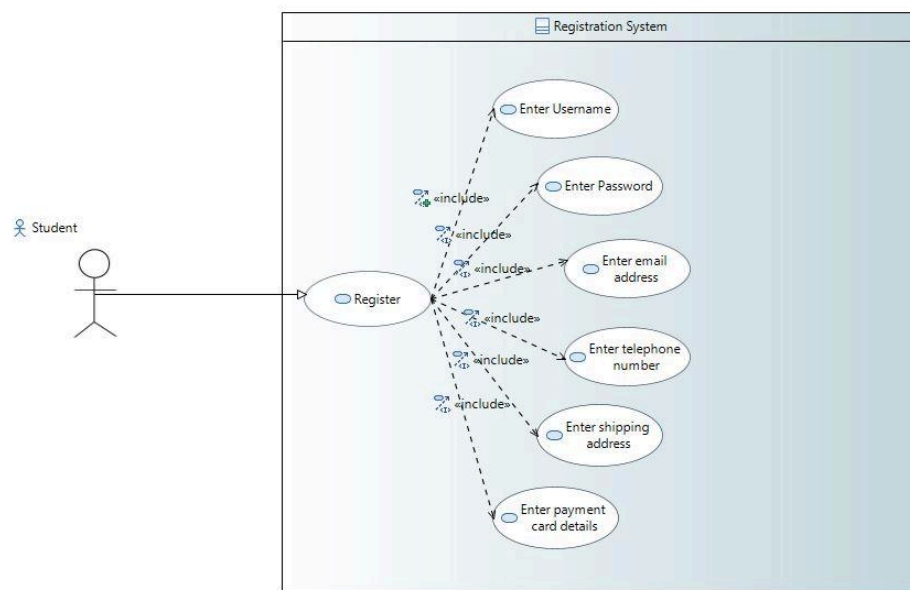 Registration System
Enter Username
Enter Password
«include»
Student
«include»
Enter email
address
«include»
Register
«include»
Enter telephone
number
«include»
«include»
Enter shipping
address
Enter payment
card details